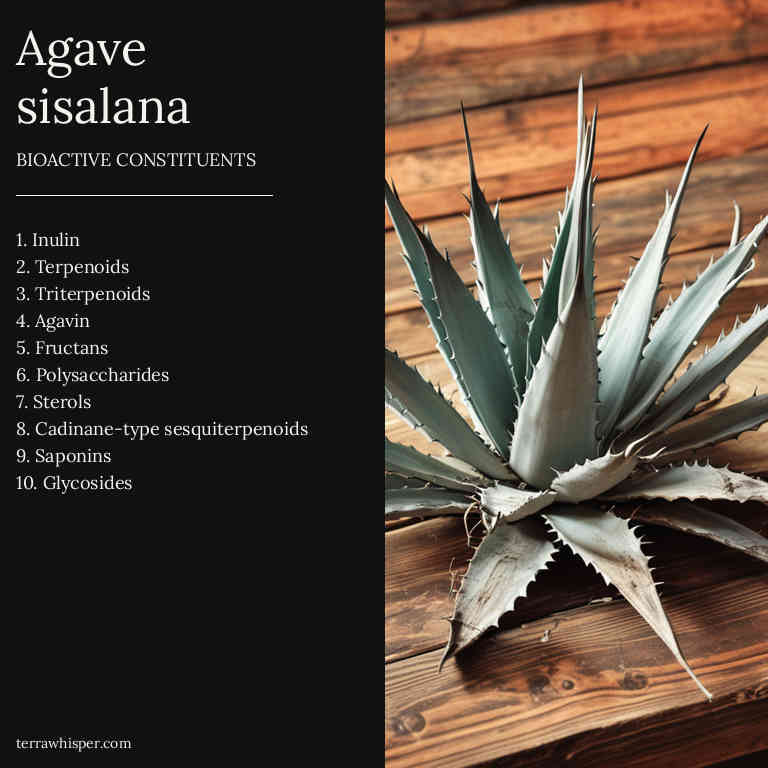 Agave
sisalana
BIOACTIVE CONSTITUENTS
1. Inulin
2. Terpenoids
3. Triterpenoids
4. Agavin
5. Fructans
6. Polysaccharides
7. Sterols
8. Cadinane-type sesquiterpenoids
9. Saponins
10. Glycosides
terrawhisper.com